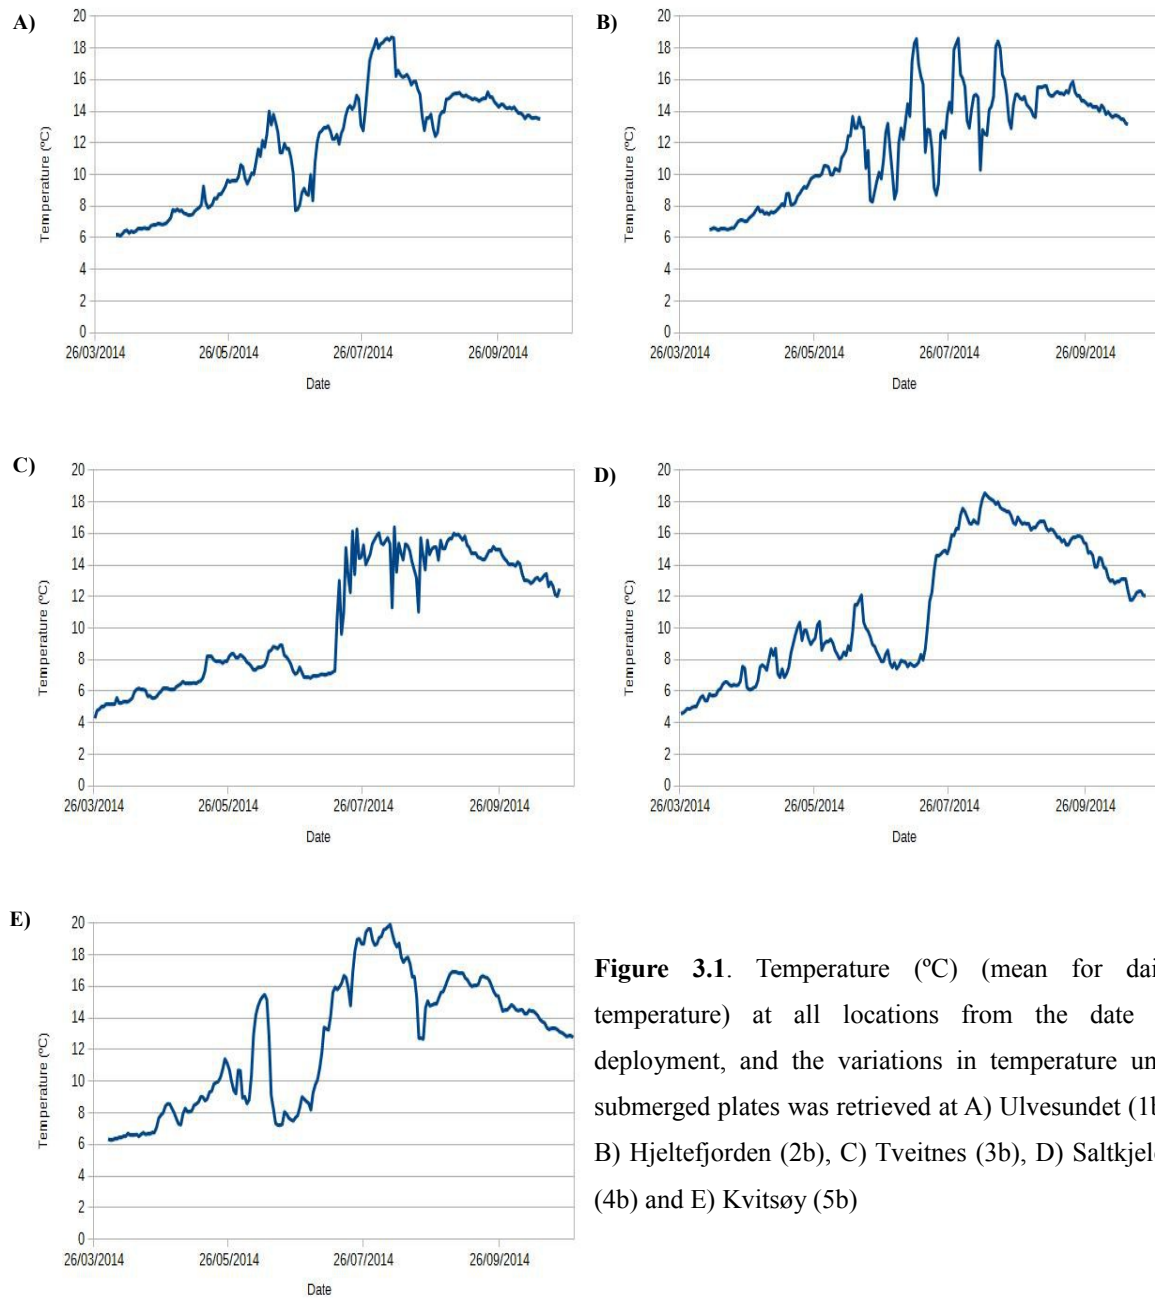 A)
20
18
16
14
12
10
8
6
4
2
0
Temperature (ºC)
26/03/2014 26/05/2014 26/07/2014 26/09/2014
Date
B)
20
18
16
14
12
10
8
6
4
2
0
Temperature (ºC)
26/03/2014 26/05/2014 26/07/2014 26/09/2014
Date
C)
20
18
16
14
12
10
8
6
4
2
0
Temperature (ºC)
26/03/2014 26/05/2014 26/07/2014 26/09/2014
Date
D)
20
18
16
14
12
10
8
6
4
2
0
Temperature (ºC)
26/03/2014 26/05/2014 26/07/2014 26/09/2014
Date
E)
20
18
16
14
12
10
8
6
4
2
0
Temperature (ºC)
26/03/2014 26/05/2014 26/07/2014 26/09/2014
Date
Figure 3.1. Temperature (ºC) (mean for dai
temperature) at all locations from the date
deployment, and the variations in temperature un
submerged plates was retrieved at A) Ulvesundet (1b
B) Hjeltefjorden (2b), C) Tveitnes (3b), D) Saltkjel
(4b) and E) Kvitsøy (5b)